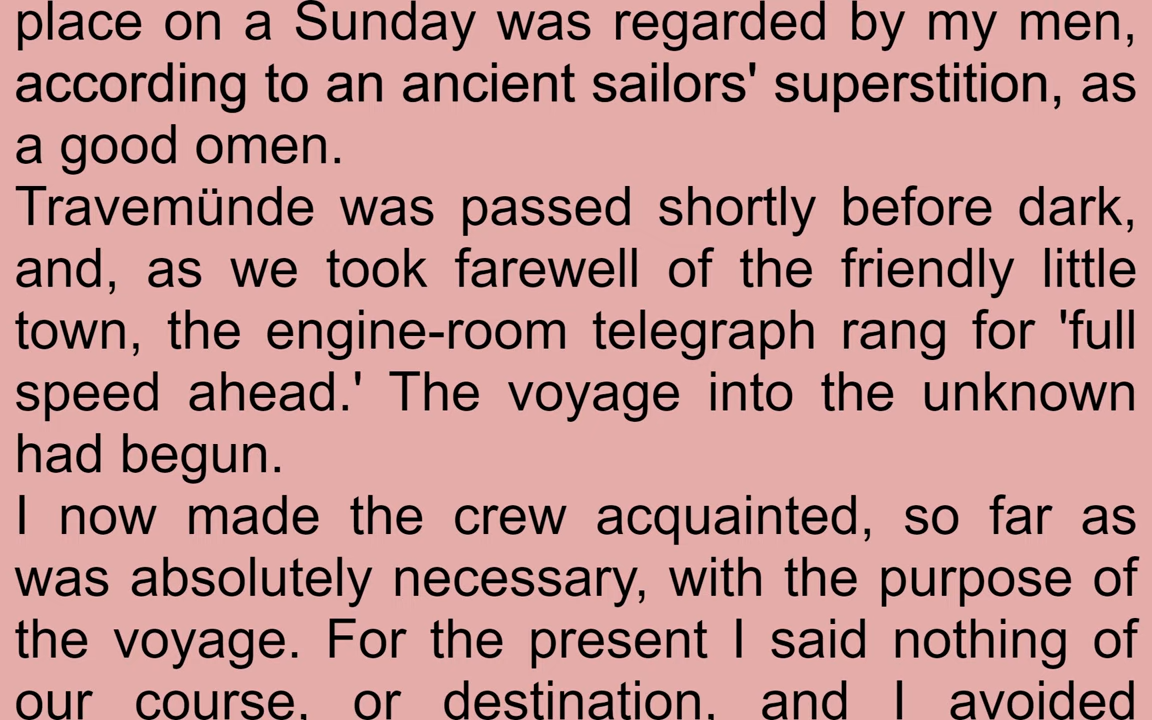 place on a Sunday was regarded by my men,
according to an ancient sailors' superstition, as
a good omen.
Travemünde was passed shortly before dark,
and, as we took farewell of the friendly little
town, the engine-room telegraph rang for 'full
speed ahead.' The voyage into the unknown
had begun.
I now made the crew acquainted, so far as
was absolutely necessary, with the purpose of
the voyage. For the present I said nothing of
our course, or destination, and I avoided